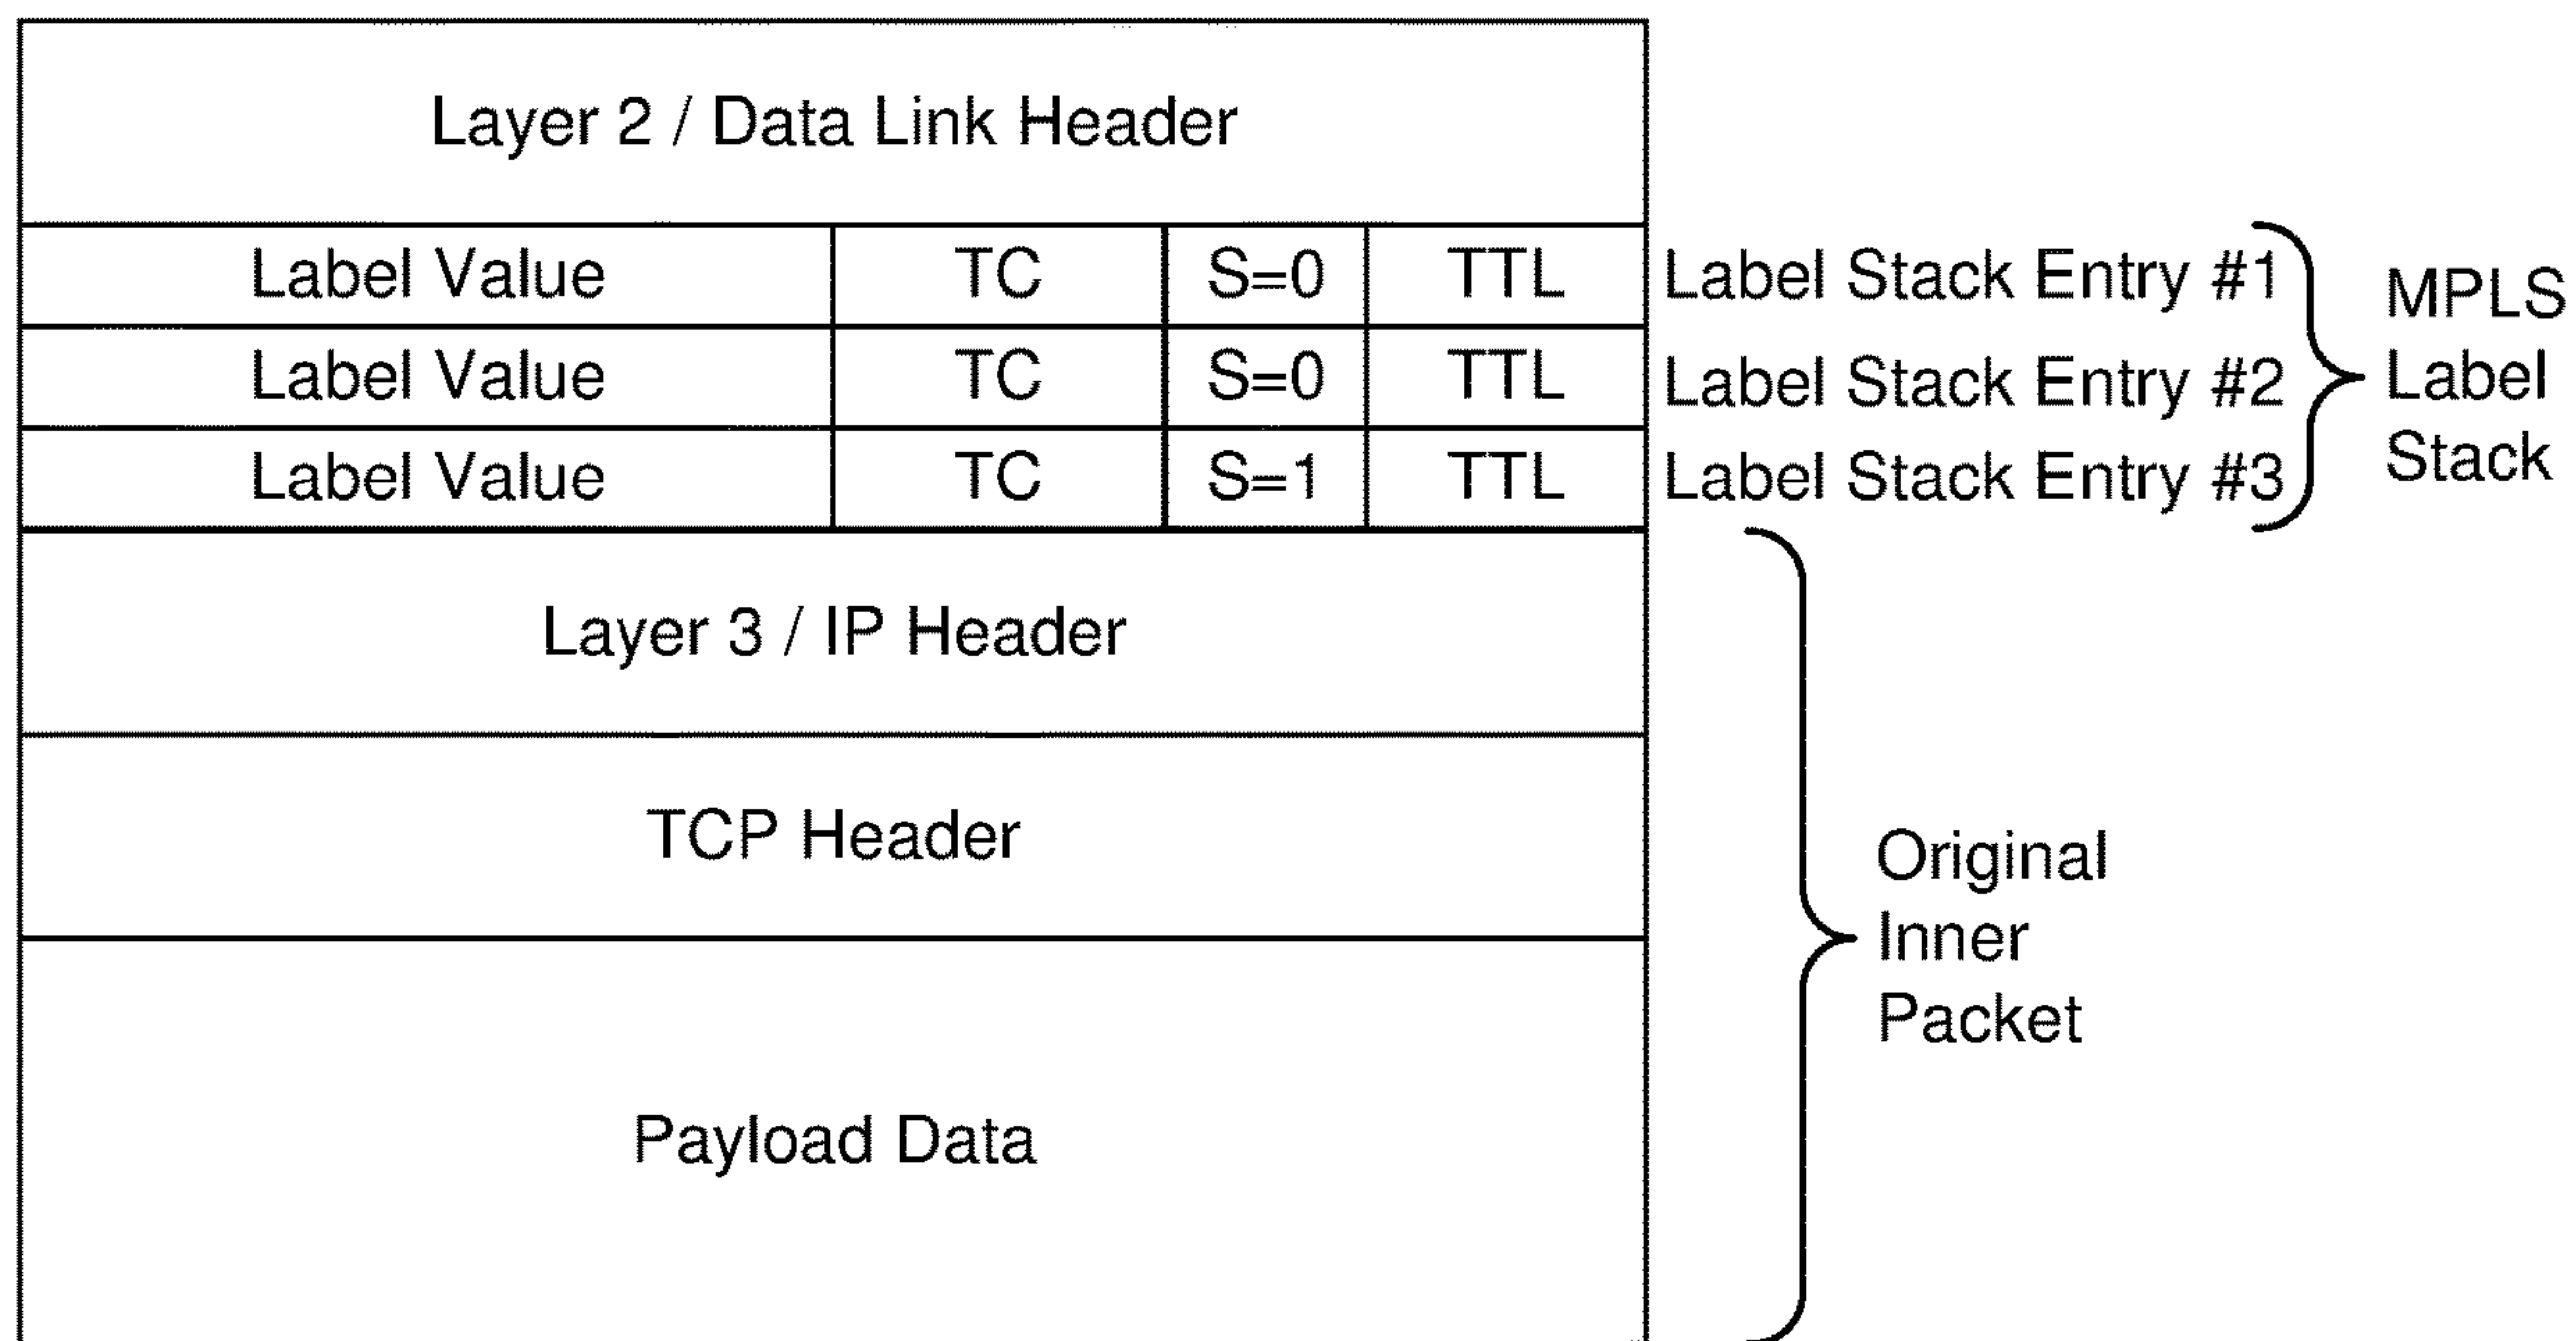 Layer 2 / Data Link Header
Label Value TC S=0 TTL Label Stack Entry #1
Label Value TC S=0 TTL Label Stack Entry #2
Label Value TC S=1 TTL Label Stack Entry #3
MPLS
Label
Stack
Layer 3 / IP Header
TCP Header
Payload Data
Original
Inner
Packet